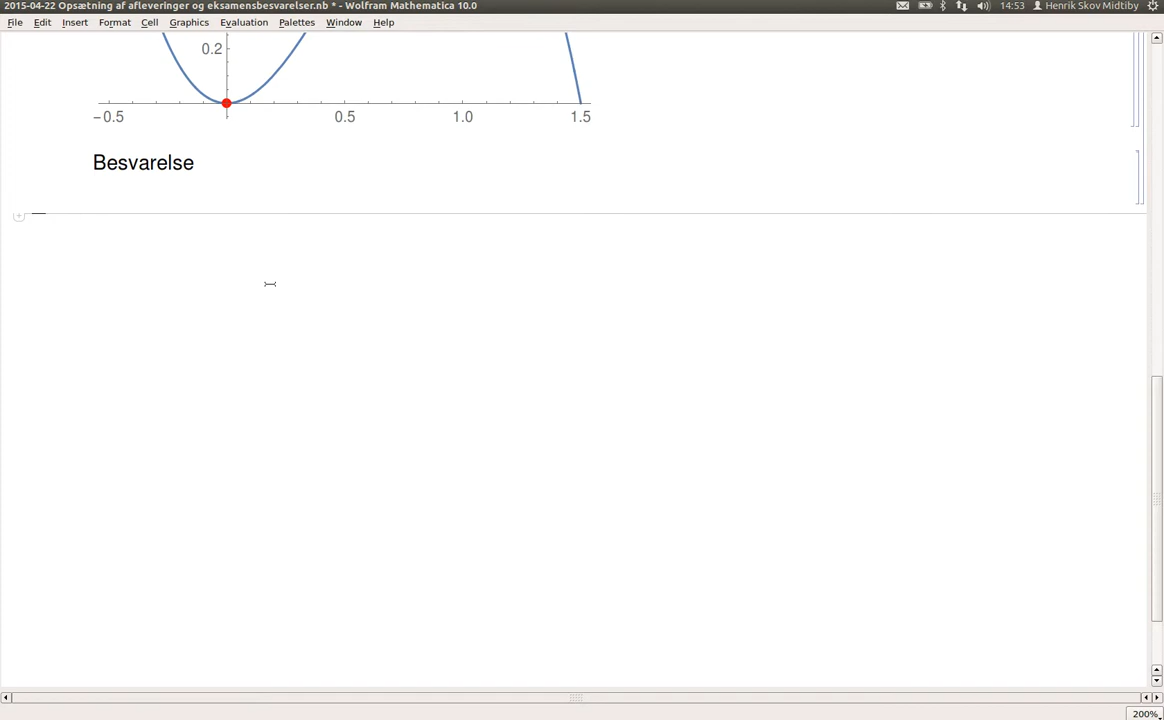 2015-04-22 Opsætning af afleveringer og eksamensbesvarelser.nb * - Wolfram Mathematica 10.0
14:53 Henrik Skov Midtiby
File Edit Insert Format Cell Graphics Evaluation Palettes Window Help
0.2
−0.5 0.5 1.0 1.5
Besvarelse
200%